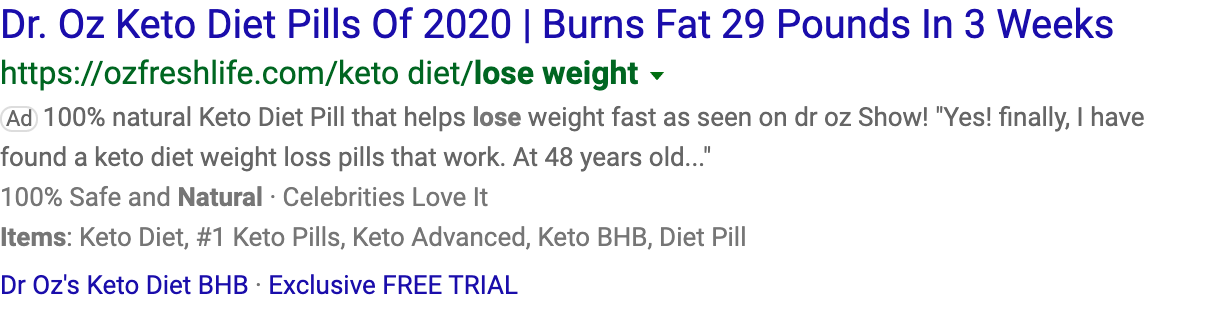 Dr. Oz Keto Diet Pills Of 2020 | Burns Fat 29 Pounds In 3 Weeks
https://ozfreshlife.com/keto diet/lose weight
Ad 100% natural Keto Diet Pill that helps lose weight fast as seen on dr oz Show! "Yes! finally, I have
found a keto diet weight loss pills that work. At 48 years old..."
100% Safe and Natural · Celebrities Love It
Items: Keto Diet, #1 Keto Pills, Keto Advanced, Keto BHB, Diet Pill
Dr Oz's Keto Diet BHB · Exclusive FREE TRIAL